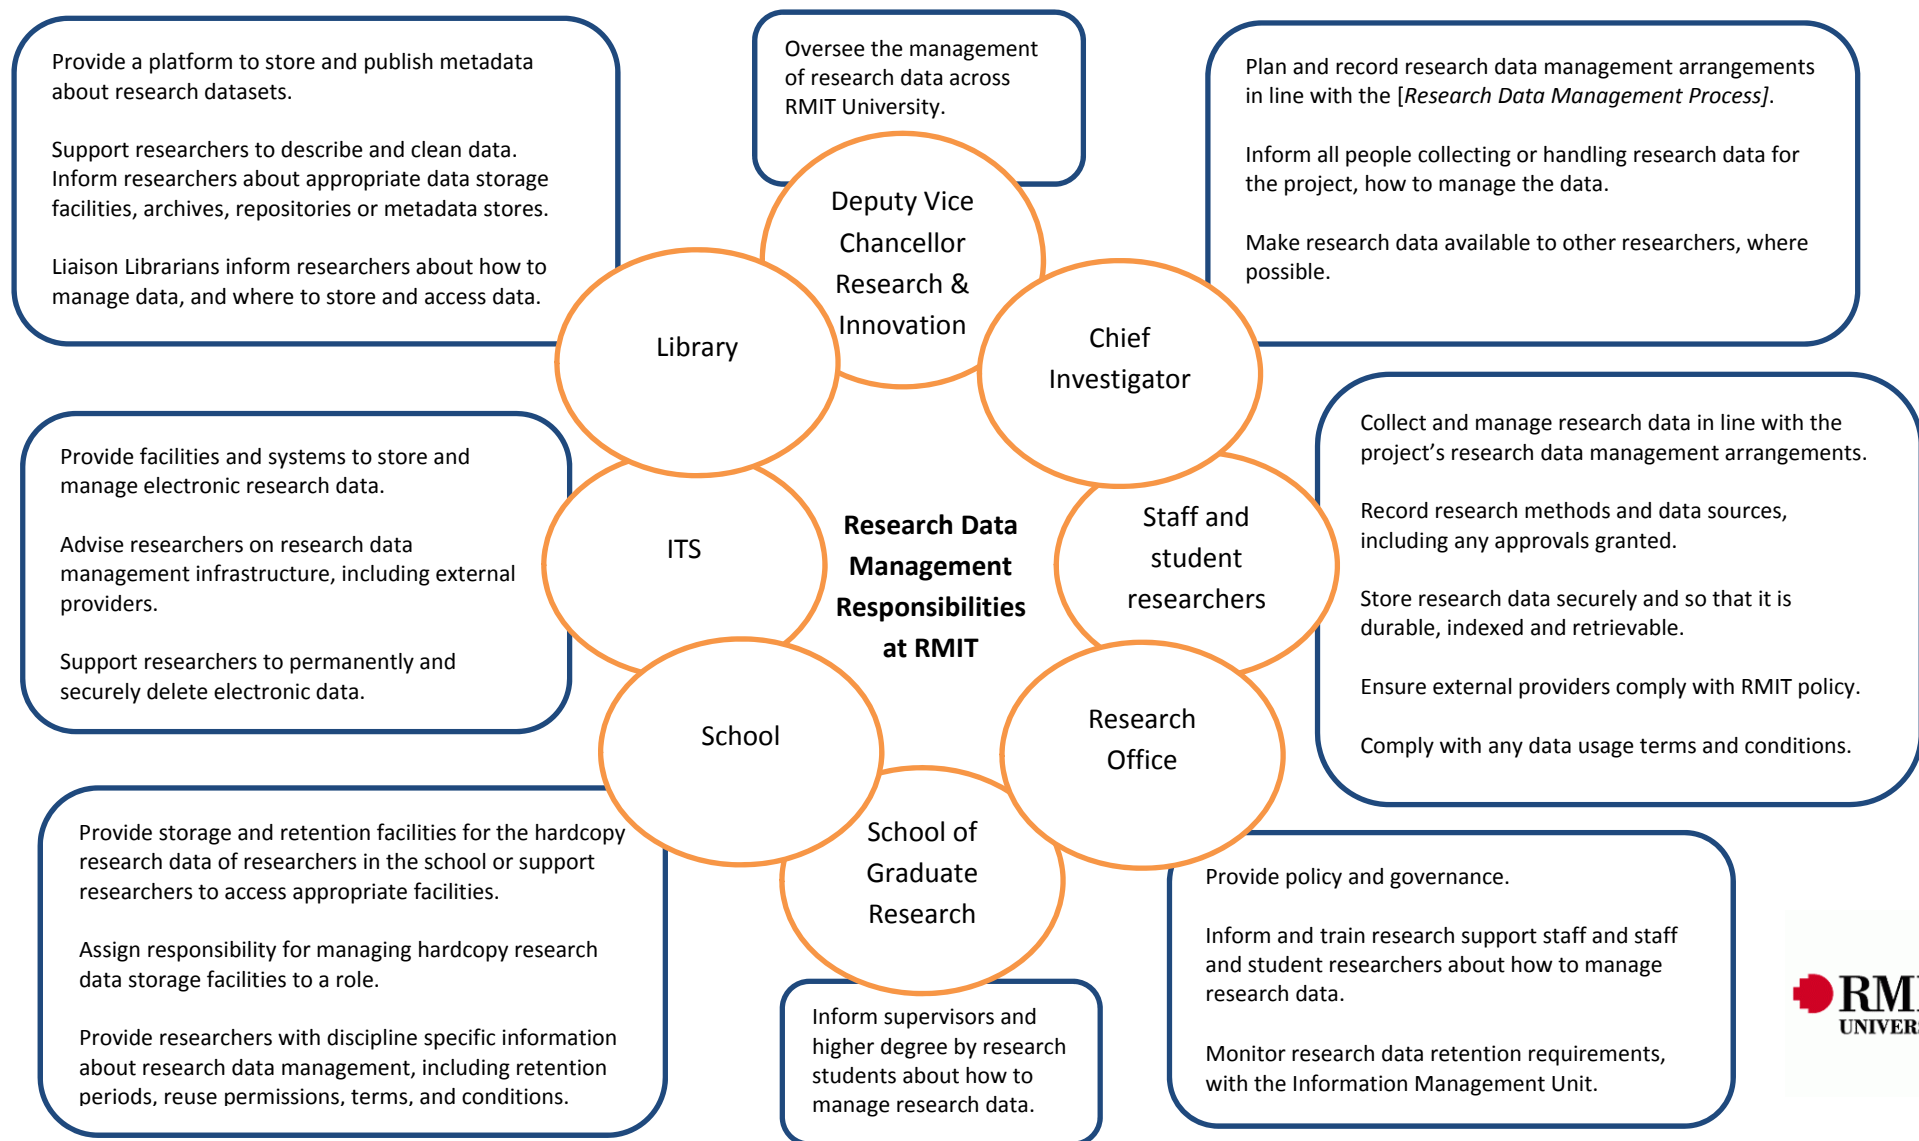 Provide a platform to store and publish metadata
about research datasets.
Support researchers to describe and clean data.
Inform researchers about appropriate data storage
facilities, archives, repositories or metadata stores.
Liaison Librarians inform researchers about how to
manage data, and where to store and access data.
Oversee the management
of research data across
RMIT University.
Plan and record research data management arrangements
in line with the [Research Data Management Process].
Inform all people collecting or handling research data for
the project, how to manage the data.
Make research data available to other researchers, where
possible.
Deputy Vice
Chancellor
Research &
Innovation
Library
Chief
Investigator
Provide facilities and systems to store and
manage electronic research data.
Advise researchers on research data
management infrastructure, including external
providers.
Support researchers to permanently and
securely delete electronic data.
ITS
Research Data
Management
Responsibilities
at RMIT
Staff and
student
researchers
Collect and manage research data in line with the
project’s research data management arrangements.
Record research methods and data sources,
including any approvals granted.
Store research data securely and so that it is
durable, indexed and retrievable.
Ensure external providers comply with RMIT policy.
Comply with any data usage terms and conditions.
School
Research
Office
School of
Graduate
Research
Provide storage and retention facilities for the hardcopy
research data of researchers in the school or support
researchers to access appropriate facilities.
Assign responsibility for managing hardcopy research
data storage facilities to a role.
Provide researchers with discipline specific information
about research data management, including retention
periods, reuse permissions, terms, and conditions.
Inform supervisors and
higher degree by research
students about how to
manage research data.
Provide policy and governance.
Inform and train research support staff and staff
and student researchers about how to manage
research data.
Monitor research data retention requirements,
with the Information Management Unit.